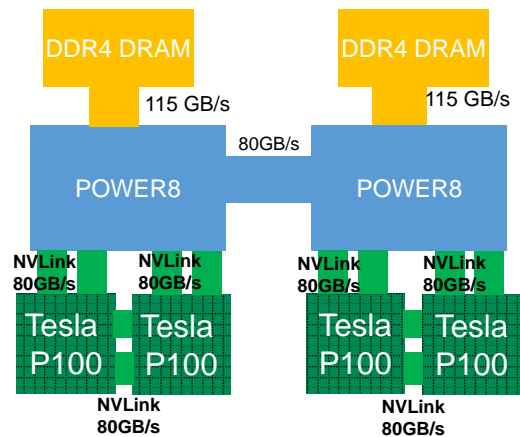 DDR4 DRAM
DDR4 DRAM
115 GB/s
115 GB/s
80GB/s
POWER8
POWER8
NVLink
80GB/s
NVLink
80GB/s
NVLink
80GB/s
NVLink
80GB/s
Tesla
P100
Tesla
P100
Tesla
P100
Tesla
P100
NVLink
80GB/s
NVLink
80GB/s